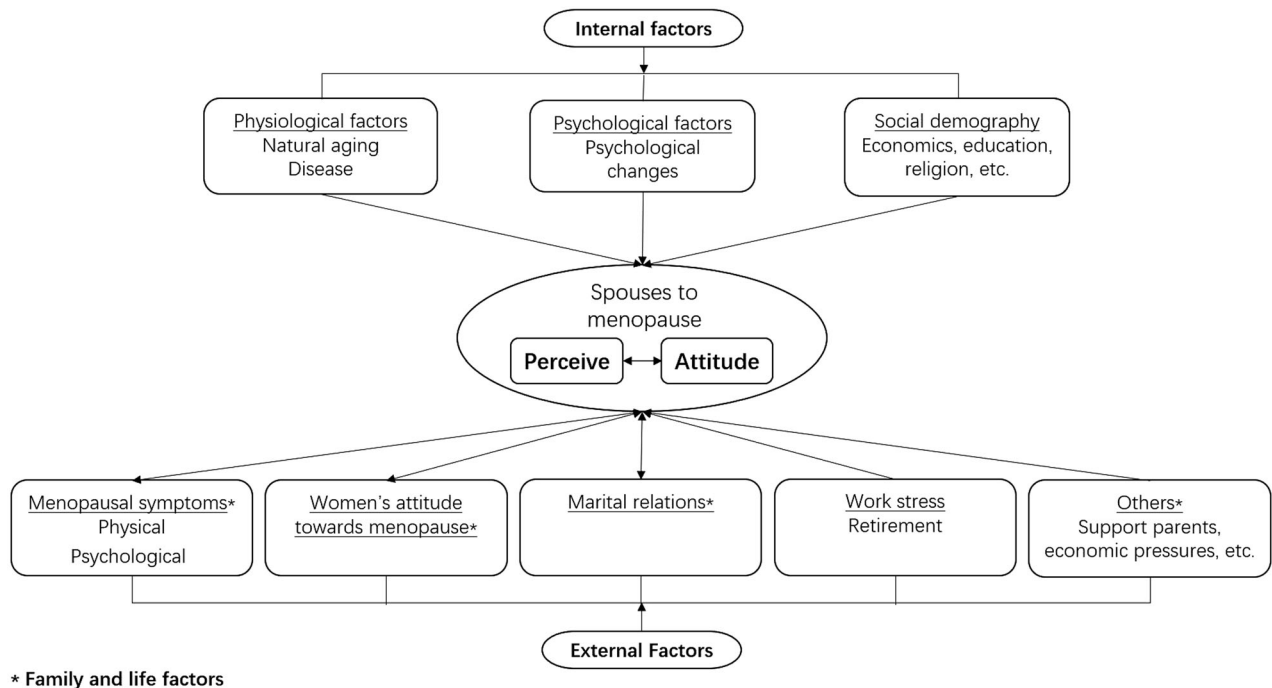 Internal factors
Physiological factors
Natural aging
Disease
Psychological factors
Psychological
changes
Social demography
Economics, education,
religion, etc.
Spouses to
menopause
Perceive
Attitude
Menopausal symptoms*
Physical
Psychological
Women’s attitude
towards menopause*
Marital relations*
Work stress
Retirement
Others*
Support parents,
economic pressures, etc.
External Factors
* Family and life factors